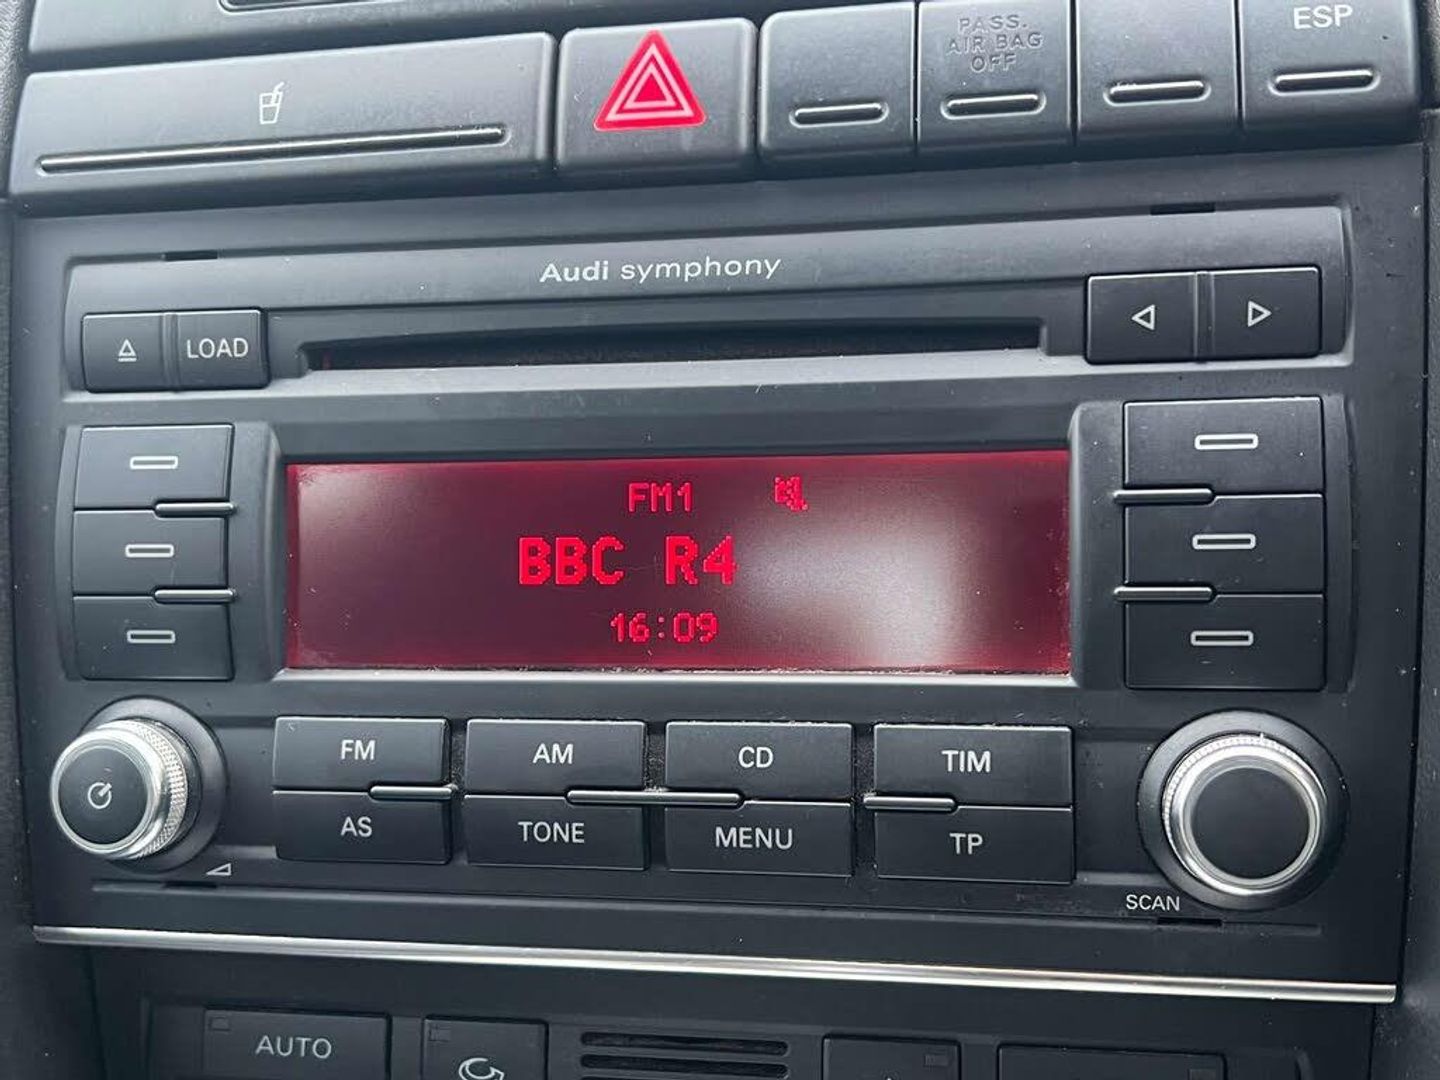 PASS.
AIR BAG
OFF
ESP
Audi symphony
LOAD
FM1
BBC R4
16:09
FM AM CD TIM
AS TONE MENU TP
SCAN
AUTO